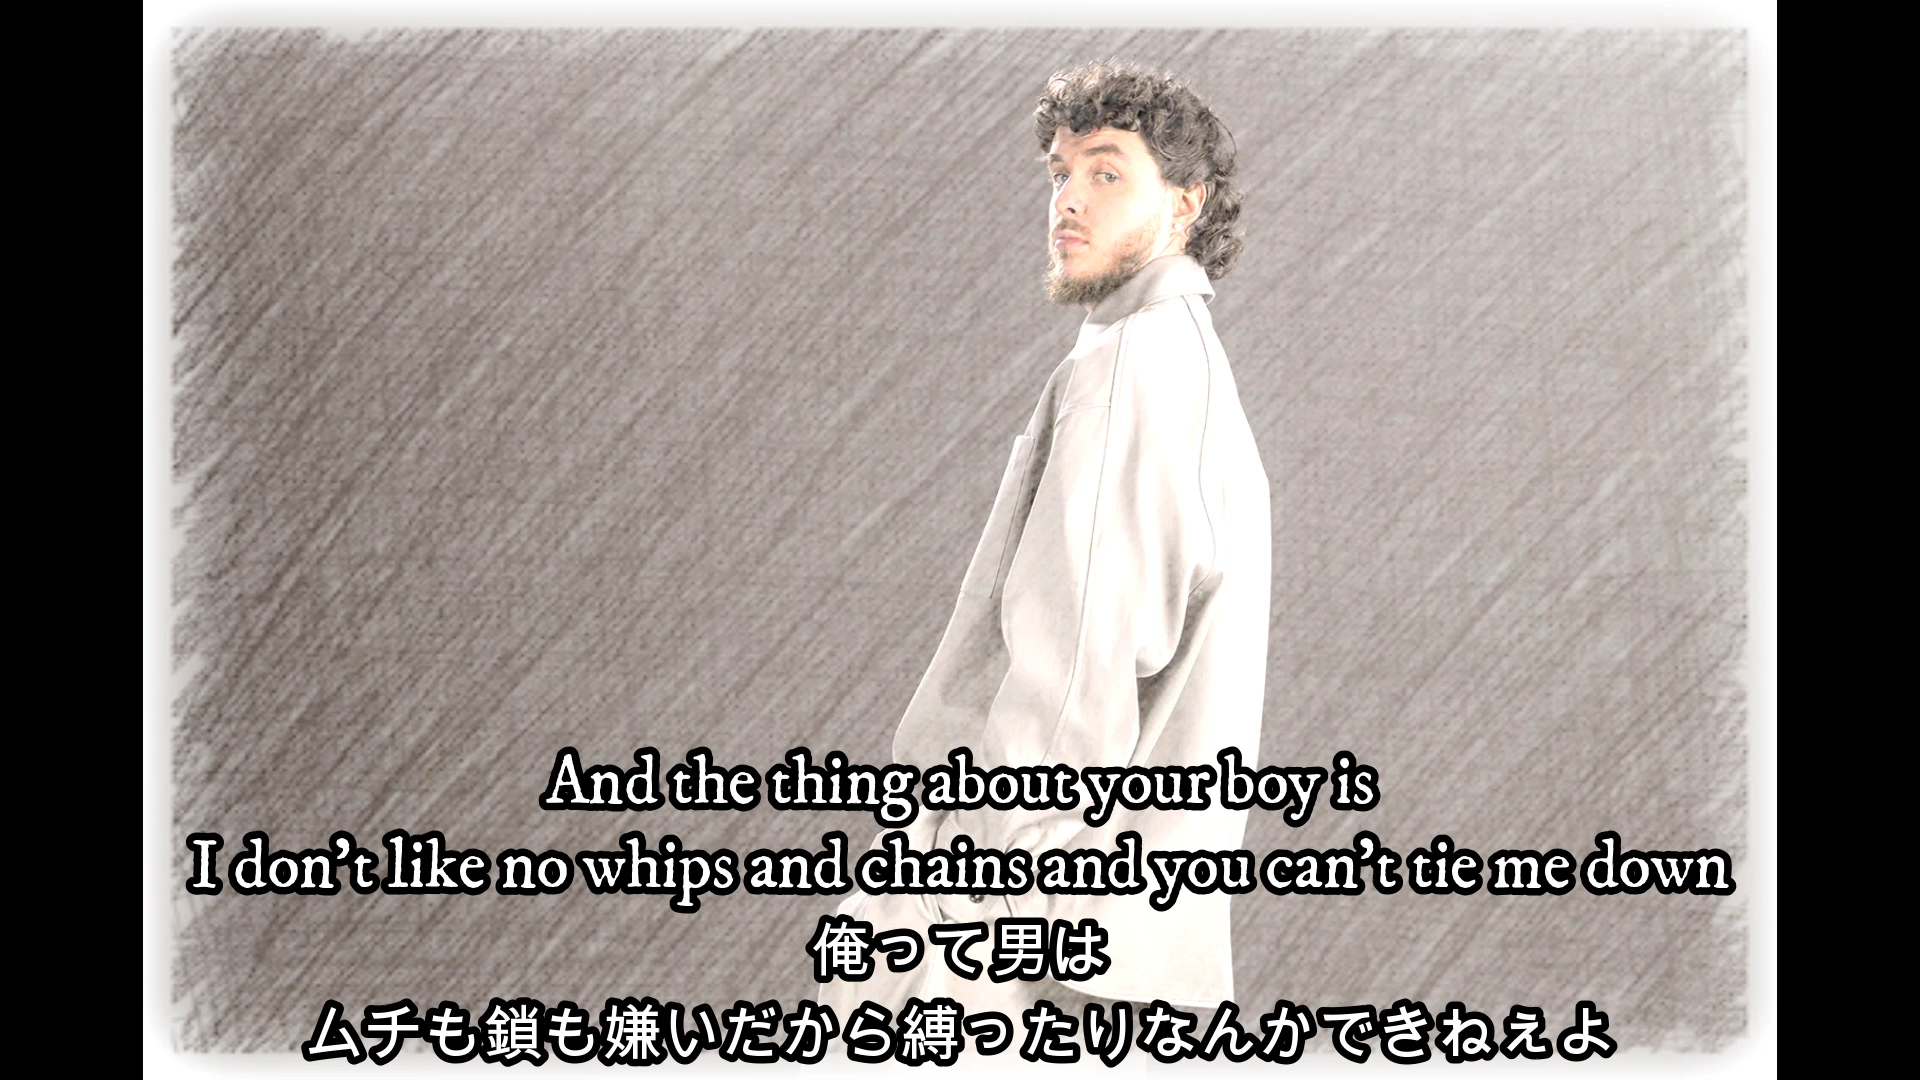 And the thing about your boy is
I don't like no whips and chains and you can't tie me down
俺って男は
ムチも鎖も嫌いだから縛ったりなんかできねぇよ